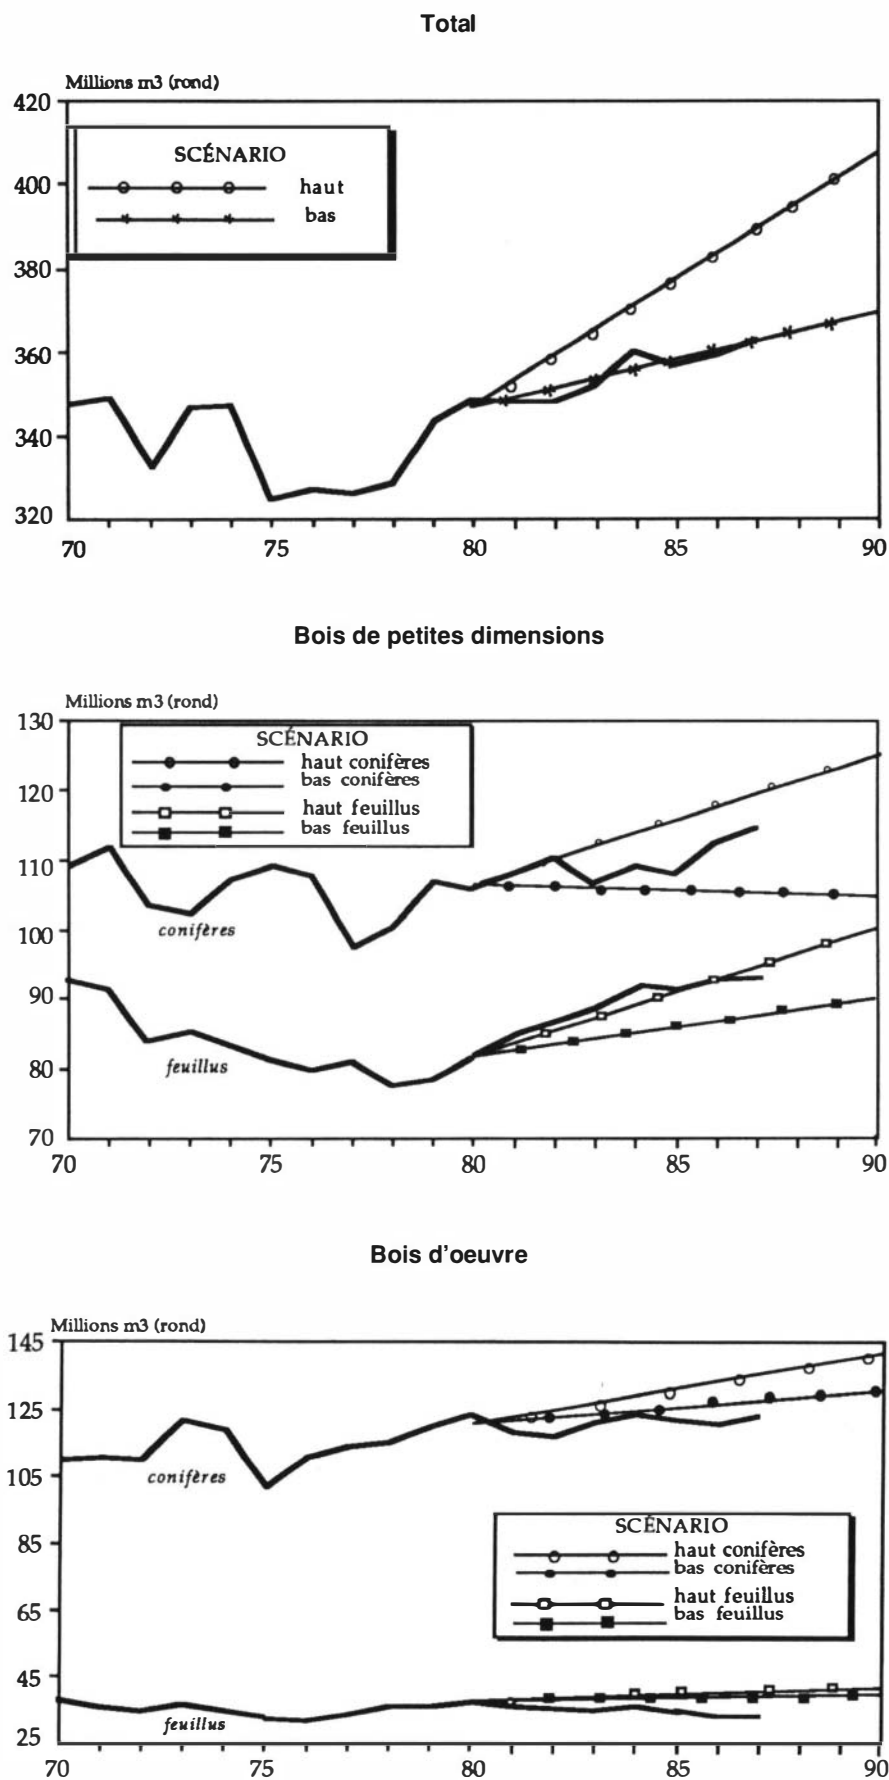 Total
Millions m3 (rond)
420
400
380
360
340
320
SCÉNARIO
haut
bas
70 75 80 85 90
Bois de petites dimensions
Millions m3 (rond)
130
120
110
100
90
80
70
SCÉNARIO
haut conifères
bas conifères
haut feuillus
bas feuillus
conifères
feuillus
70 75 80 85 90
Bois d'oeuvre
Millions m3 (rond)
145
125
105
85
65
45
25
conifères
SCÉNARIO
haut conifères
bas conifères
haut feuillus
bas feuillus
feuillus
70 75 80 85 90